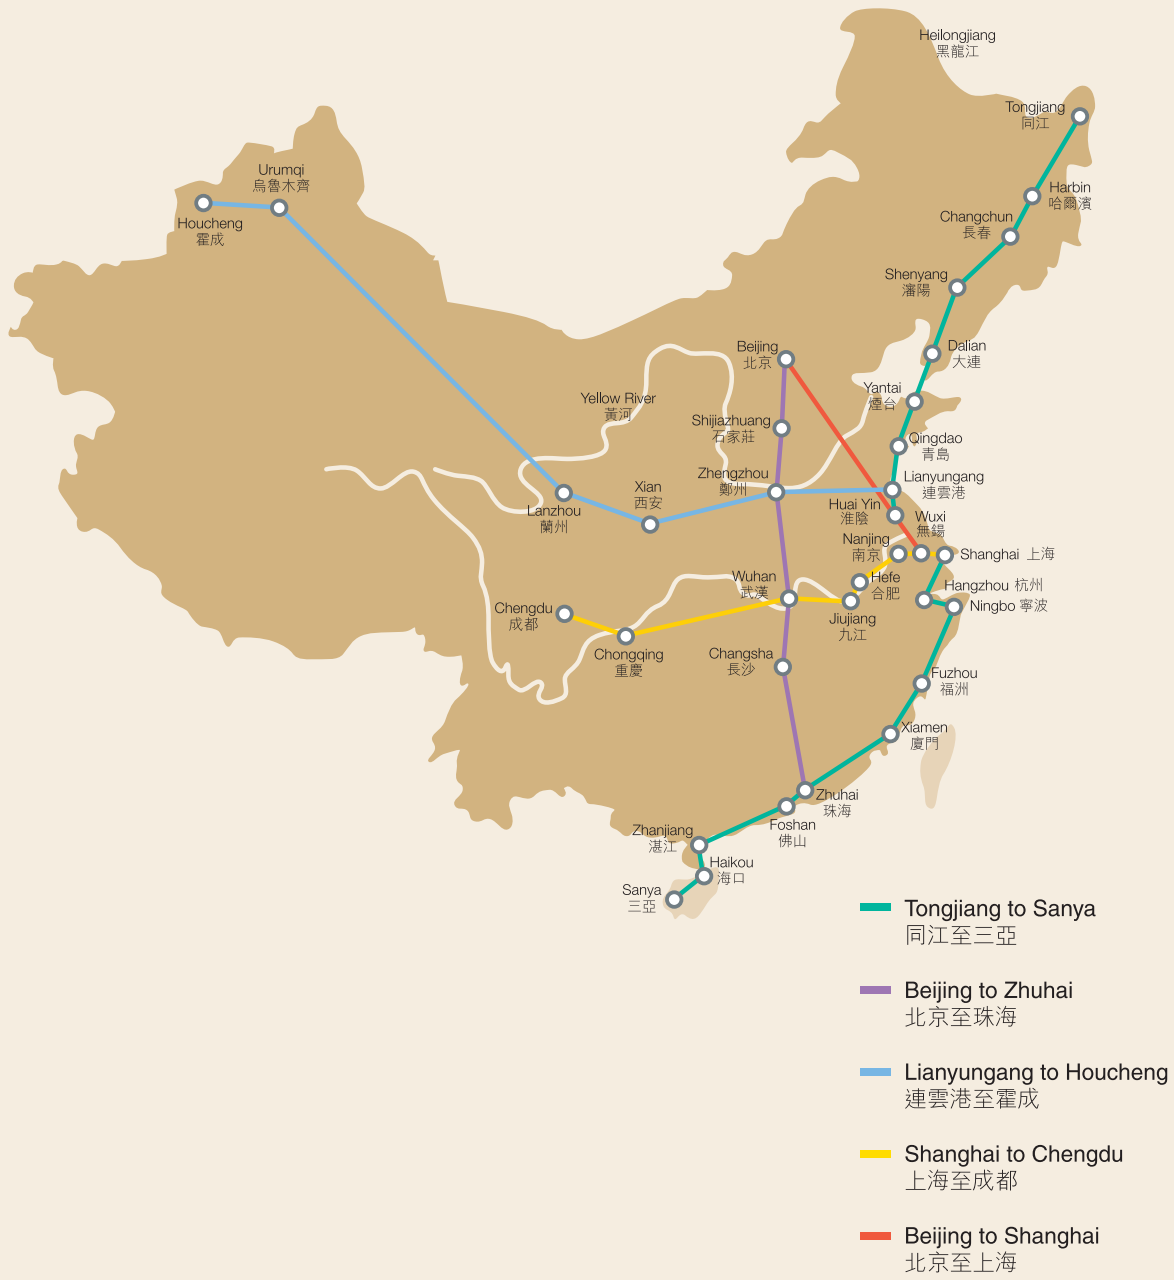 Heilongjiang
黑龍江
Tongjiang
同江
Urumqi
烏魯木齊
Harbin
哈爾濱
Houcheng
霍成
Changchun
長春
Shenyang
瀋陽
Beijing
北京
Dalian
大連
Yantai
煙台
Yellow River
黃河
Shijiazhuang
石家莊
Qingdao
青島
Zhengzhou
鄭州
Lianyungang
連雲港
Xian
西安
Lanzhou
蘭州
Huai Yin
淮陰
Wuxi
無鍚
Nanjing
南京
Shanghai 上海
Wuhan
武漢
Hefe
合肥
Hangzhou 杭州
Chengdu
成都
Ningbo 寧波
Jiujiang
九江
Chongqing
重慶
Changsha
長沙
Fuzhou
福洲
Xiamen
廈門
Zhuhai
珠海
Foshan
佛山
Zhanjiang
湛江
Haikou
海口
Sanya
三亞
Tongjiang to Sanya
同江至三亞
Beijing to Zhuhai
北京至珠海
Lianyungang to Houcheng
連雲港至霍成
Shanghai to Chengdu
上海至成都
Beijing to Shanghai
北京至上海